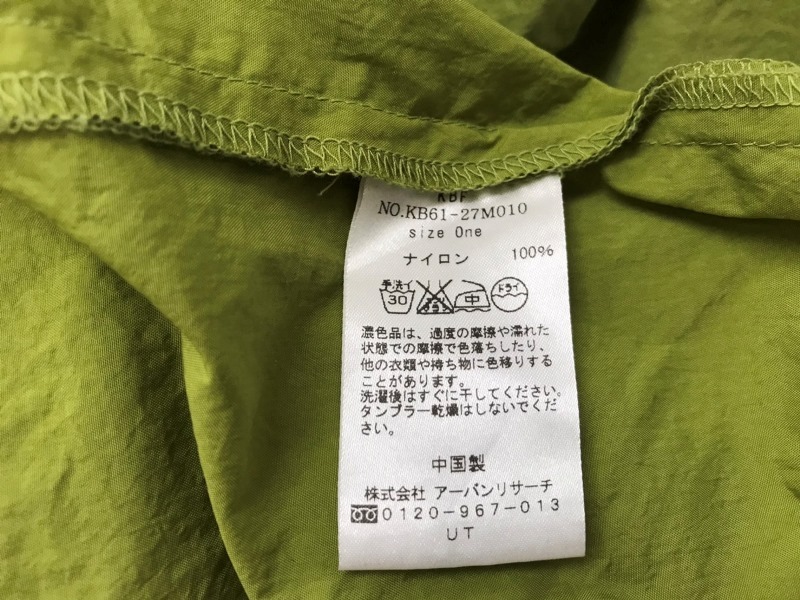 KBF
NO.KB61-27M010
size One
ナイロン 100%
手洗イ 30 中 ドライ
濃色品は、過度の摩擦や濡れた
状態での摩擦で色落ちしたり、
他の衣類や持ち物に色移りする
ことがあります。
洗濯後はすぐに干してください。
タンブラー乾燥はしないでくだ
さい。
中国製
株式会社 アーバンリサーチ
0120-967-013
UT